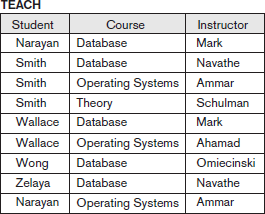 TEACH
Student Course Instructor
Narayan Database Mark
Smith Database Navathe
Smith Operating Systems Ammar
Smith Theory Schulman
Wallace Database Mark
Wallace Operating Systems Ahamad
Wong Database Omiecinski
Zelaya Database Navathe
Narayan Operating Systems Ammar